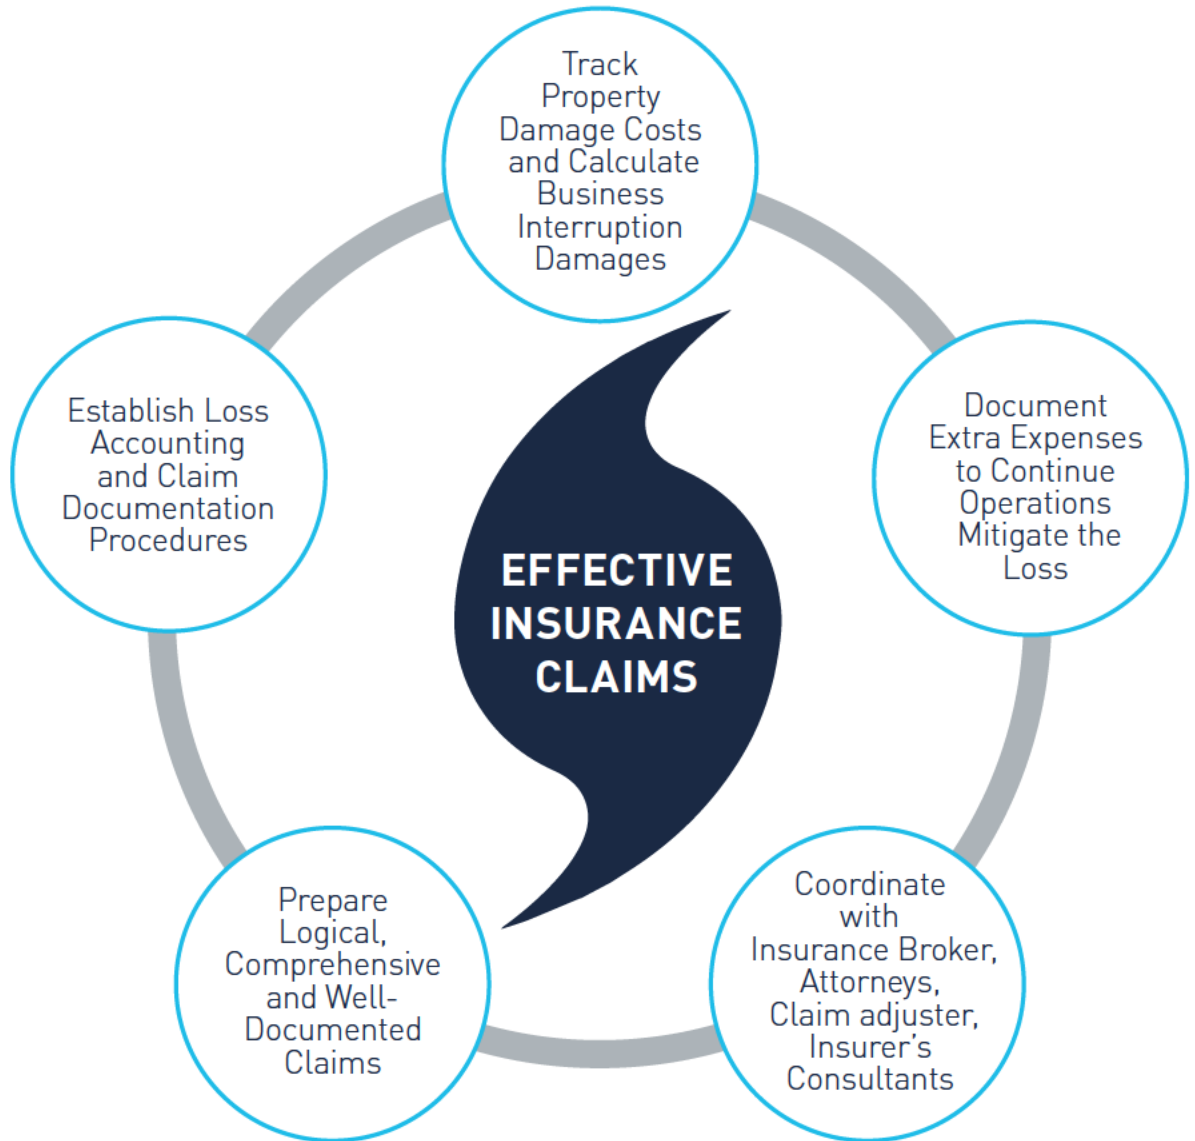 Track
Property
Damage Costs
and Calculate
Business
Interruption
Damages
Establish Loss
Accounting
and Claim
Documentation
Procedures
Document
Extra Expenses
to Continue
Operations
Mitigate the
Loss
EFFECTIVE
INSURANCE
CLAIMS
Prepare
Logical,
Comprehensive
and Well-
Documented
Claims
Coordinate
with
Insurance Broker,
Attorneys,
Claim adjuster,
Insurer’s
Consultants